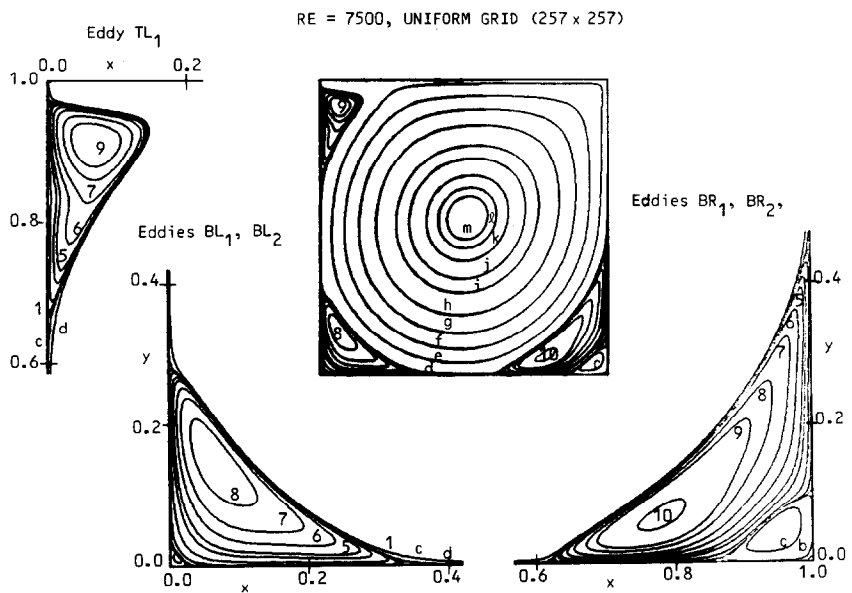 RE = 7500, UNIFORM GRID (257 x 257)
Eddy TL1
0.0 x 0.2
1.0
0.8
0.6
9
7
6
5
1
d
c
9
m
l
k
j
i
h
g
f
e
d
8
10
c
Eddies BL1, BL2
0.4
y
0.2
0.0
8
7
6
5
1
c
d
0.0 x 0.2 0.4
Eddies BR1, BR2,
0.4
y
0.2
0.0
5
6
7
8
9
10
c b
0.6 x 0.8 1.0